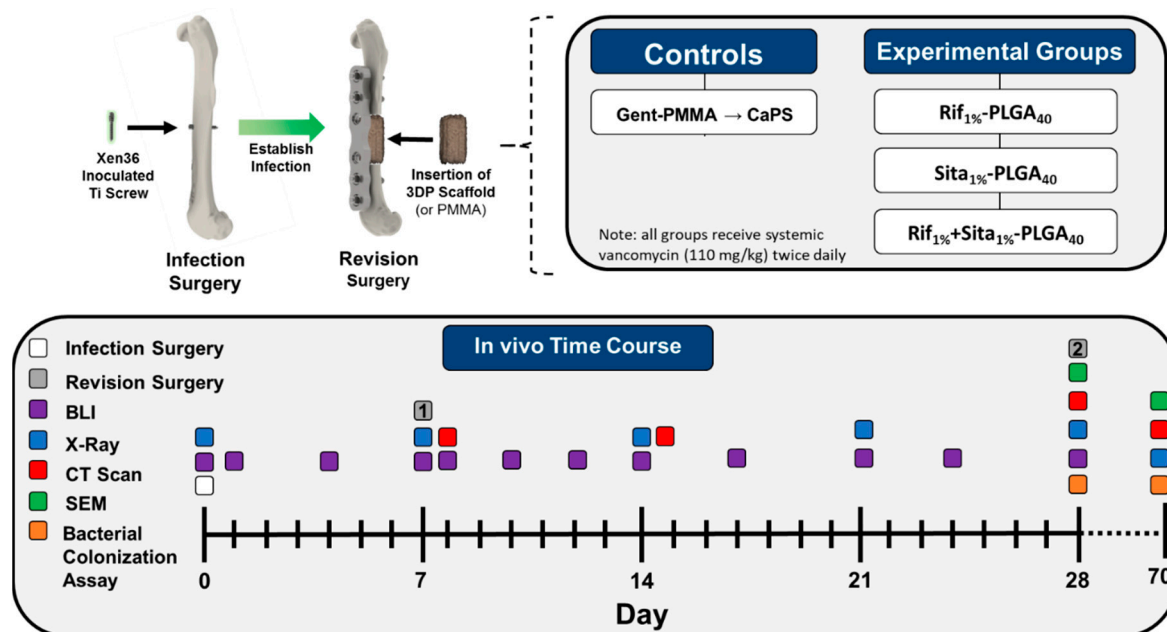 Xen36
Inoculated
Ti Screw
Establish
Infection
Insertion of
3DP Scaffold
(or PMMA)
Infection
Surgery
Revision
Surgery
Controls
Gent-PMMA → CaPS
Experimental Groups
Rif1%-PLGA40
Sita1%-PLGA40
Rif1%+Sita1%-PLGA40
Note: all groups receive systemic
vancomycin (110 mg/kg) twice daily
In vivo Time Course
Infection Surgery
Revision Surgery
BLI
X-Ray
CT Scan
SEM
Bacterial
Colonization
Assay
1
2
0
7
14
21
28
70
Day